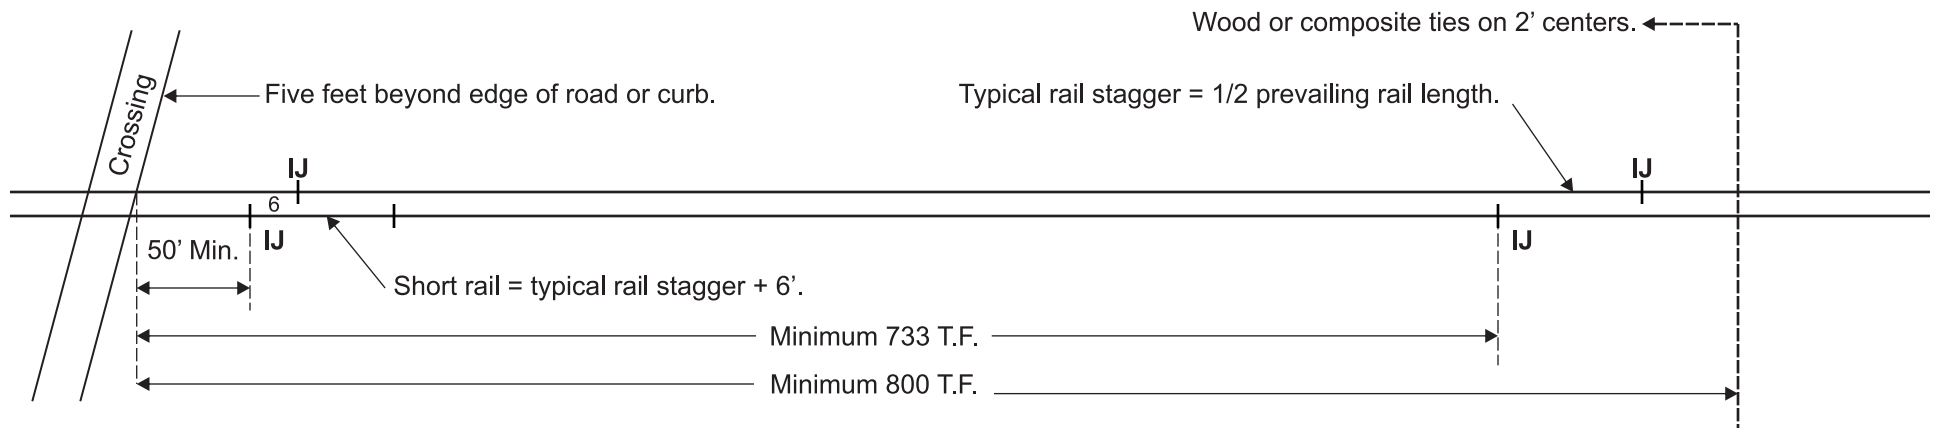 Wood or composite ties on 2’ centers.
Crossing
Five feet beyond edge of road or curb.
Typical rail stagger = 1/2 prevailing rail length.
IJ
IJ
6
50’ Min.
IJ
IJ
Short rail = typical rail stagger + 6’.
Minimum 733 T.F.
Minimum 800 T.F.